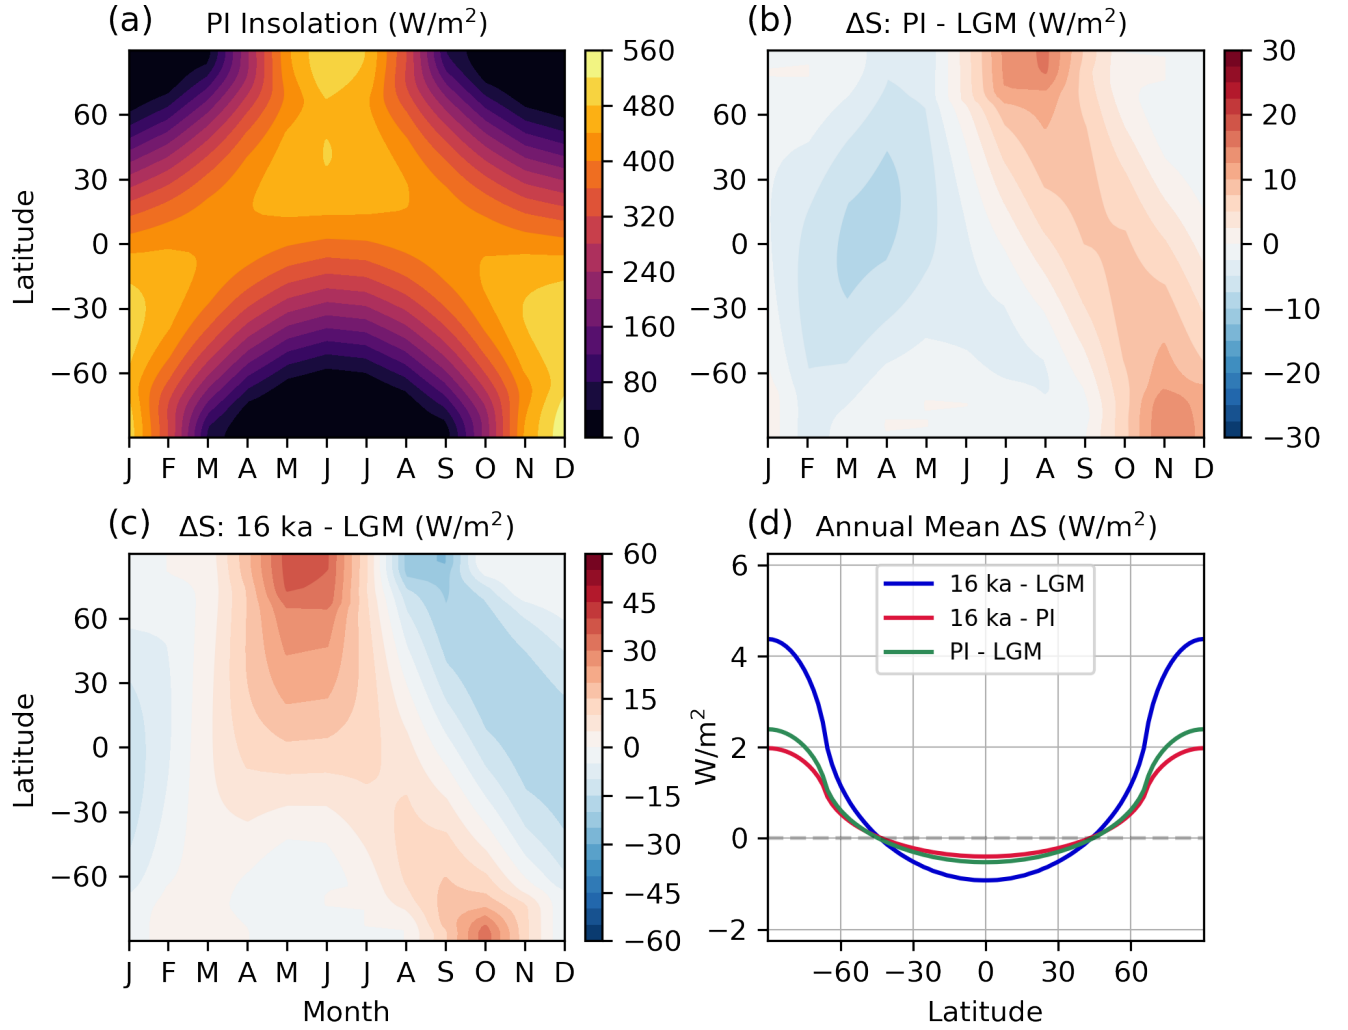 (a) PI Insolation (W/m²)
Latitude
60
30
0
−30
−60
J F M A M J J A S O N D
560
480
400
320
240
160
80
0
(b) ΔS: PI - LGM (W/m²)
60
30
0
−30
−60
J F M A M J J A S O N D
30
20
10
0
−10
−20
−30
(c) ΔS: 16 ka - LGM (W/m²)
Latitude
60
30
0
−30
−60
J F M A M J J A S O N D
Month
60
45
30
15
0
−15
−30
−45
−60
(d) Annual Mean ΔS (W/m²)
W/m²
6
4
2
0
−2
16 ka - LGM
16 ka - PI
PI - LGM
−60 −30 0 30 60
Latitude